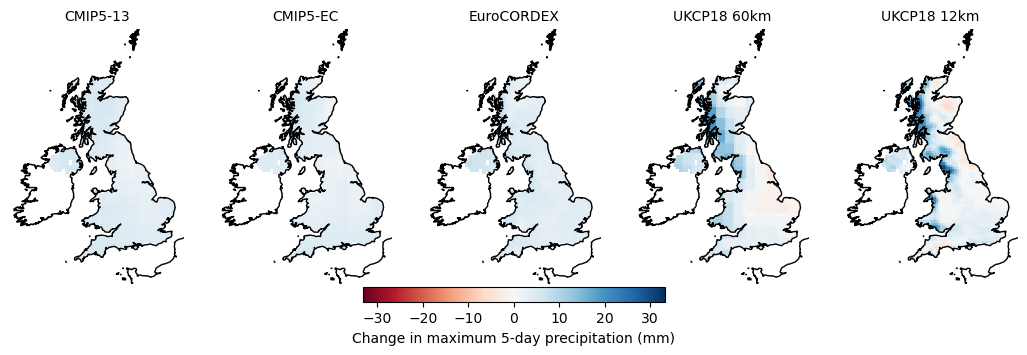 CMIP5-13 CMIP5-EC EuroCORDEX UKCP18 60km UKCP18 12km
−30 −20 −10 0 10 20 30
Change in maximum 5-day precipitation (mm)